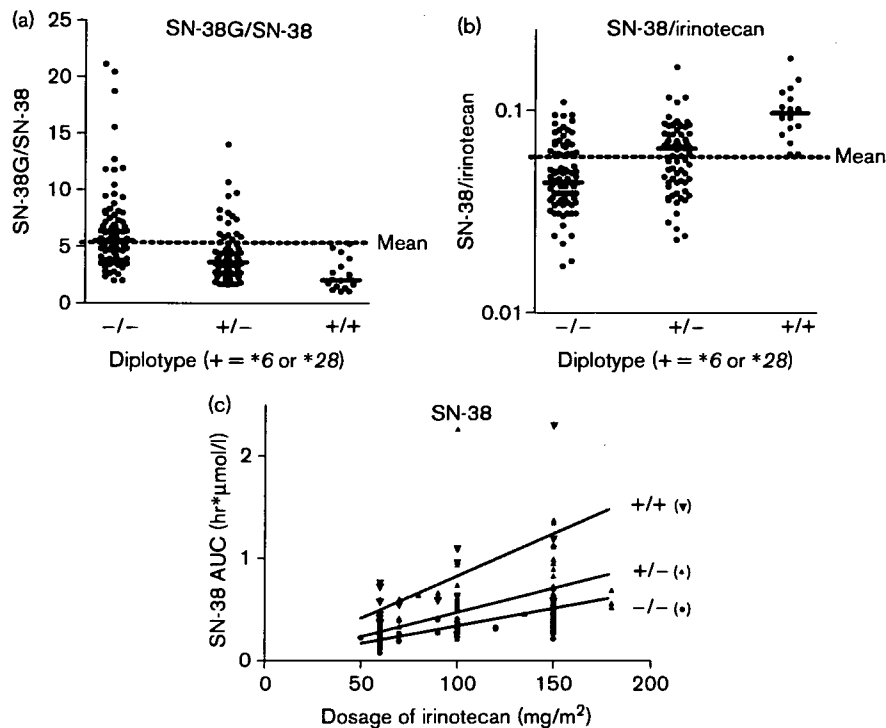 (a)
SN-38G/SN-38
25
20
15
10
5
0
SN-38G/SN-38
Mean
−/− +/− +/+
Diplotype (+ = *6 or *28)
(b)
SN-38/irinotecan
0.1
0.01
SN-38/irinotecan
Mean
−/− +/− +/+
Diplotype (+ = *6 or *28)
(c)
SN-38
2
1
0
SN-38 AUC (hr*μmol/l)
+/+ (▼)
+/− (▲)
−/− (●)
0 50 100 150 200
Dosage of irinotecan (mg/m²)